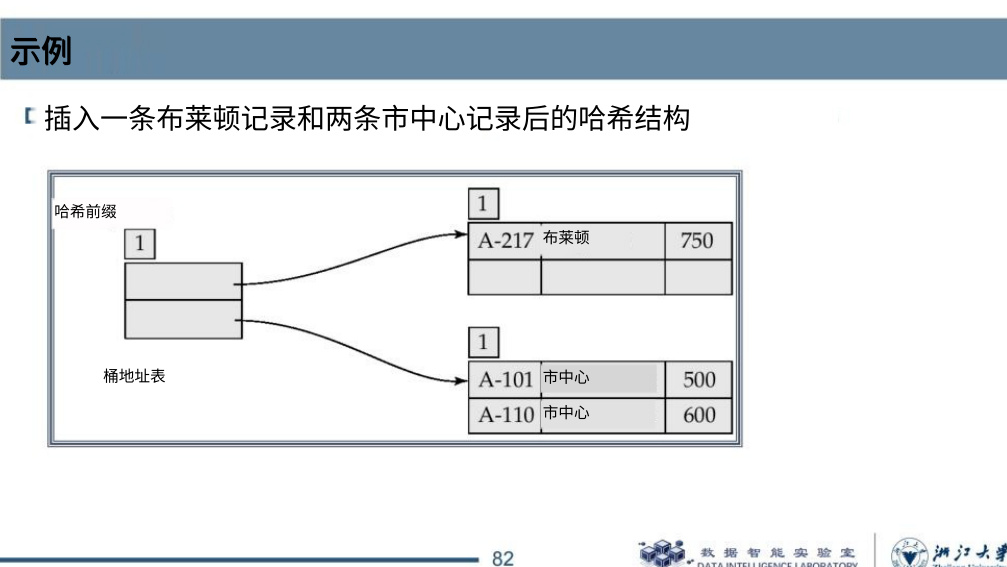 示例
插入一条布莱顿记录和两条市中心记录后的哈希结构
哈希前缀
1
桶地址表
1
A-217 布莱顿 750
1
A-101 市中心 500
A-110 市中心 600
82
数据智能实验室
DATA INTELLIGENCE LABORATORY
浙江大学